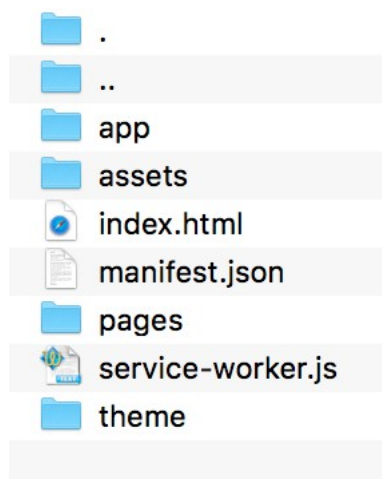 .
..
app
assets
index.html
manifest.json
pages
service-worker.js
theme